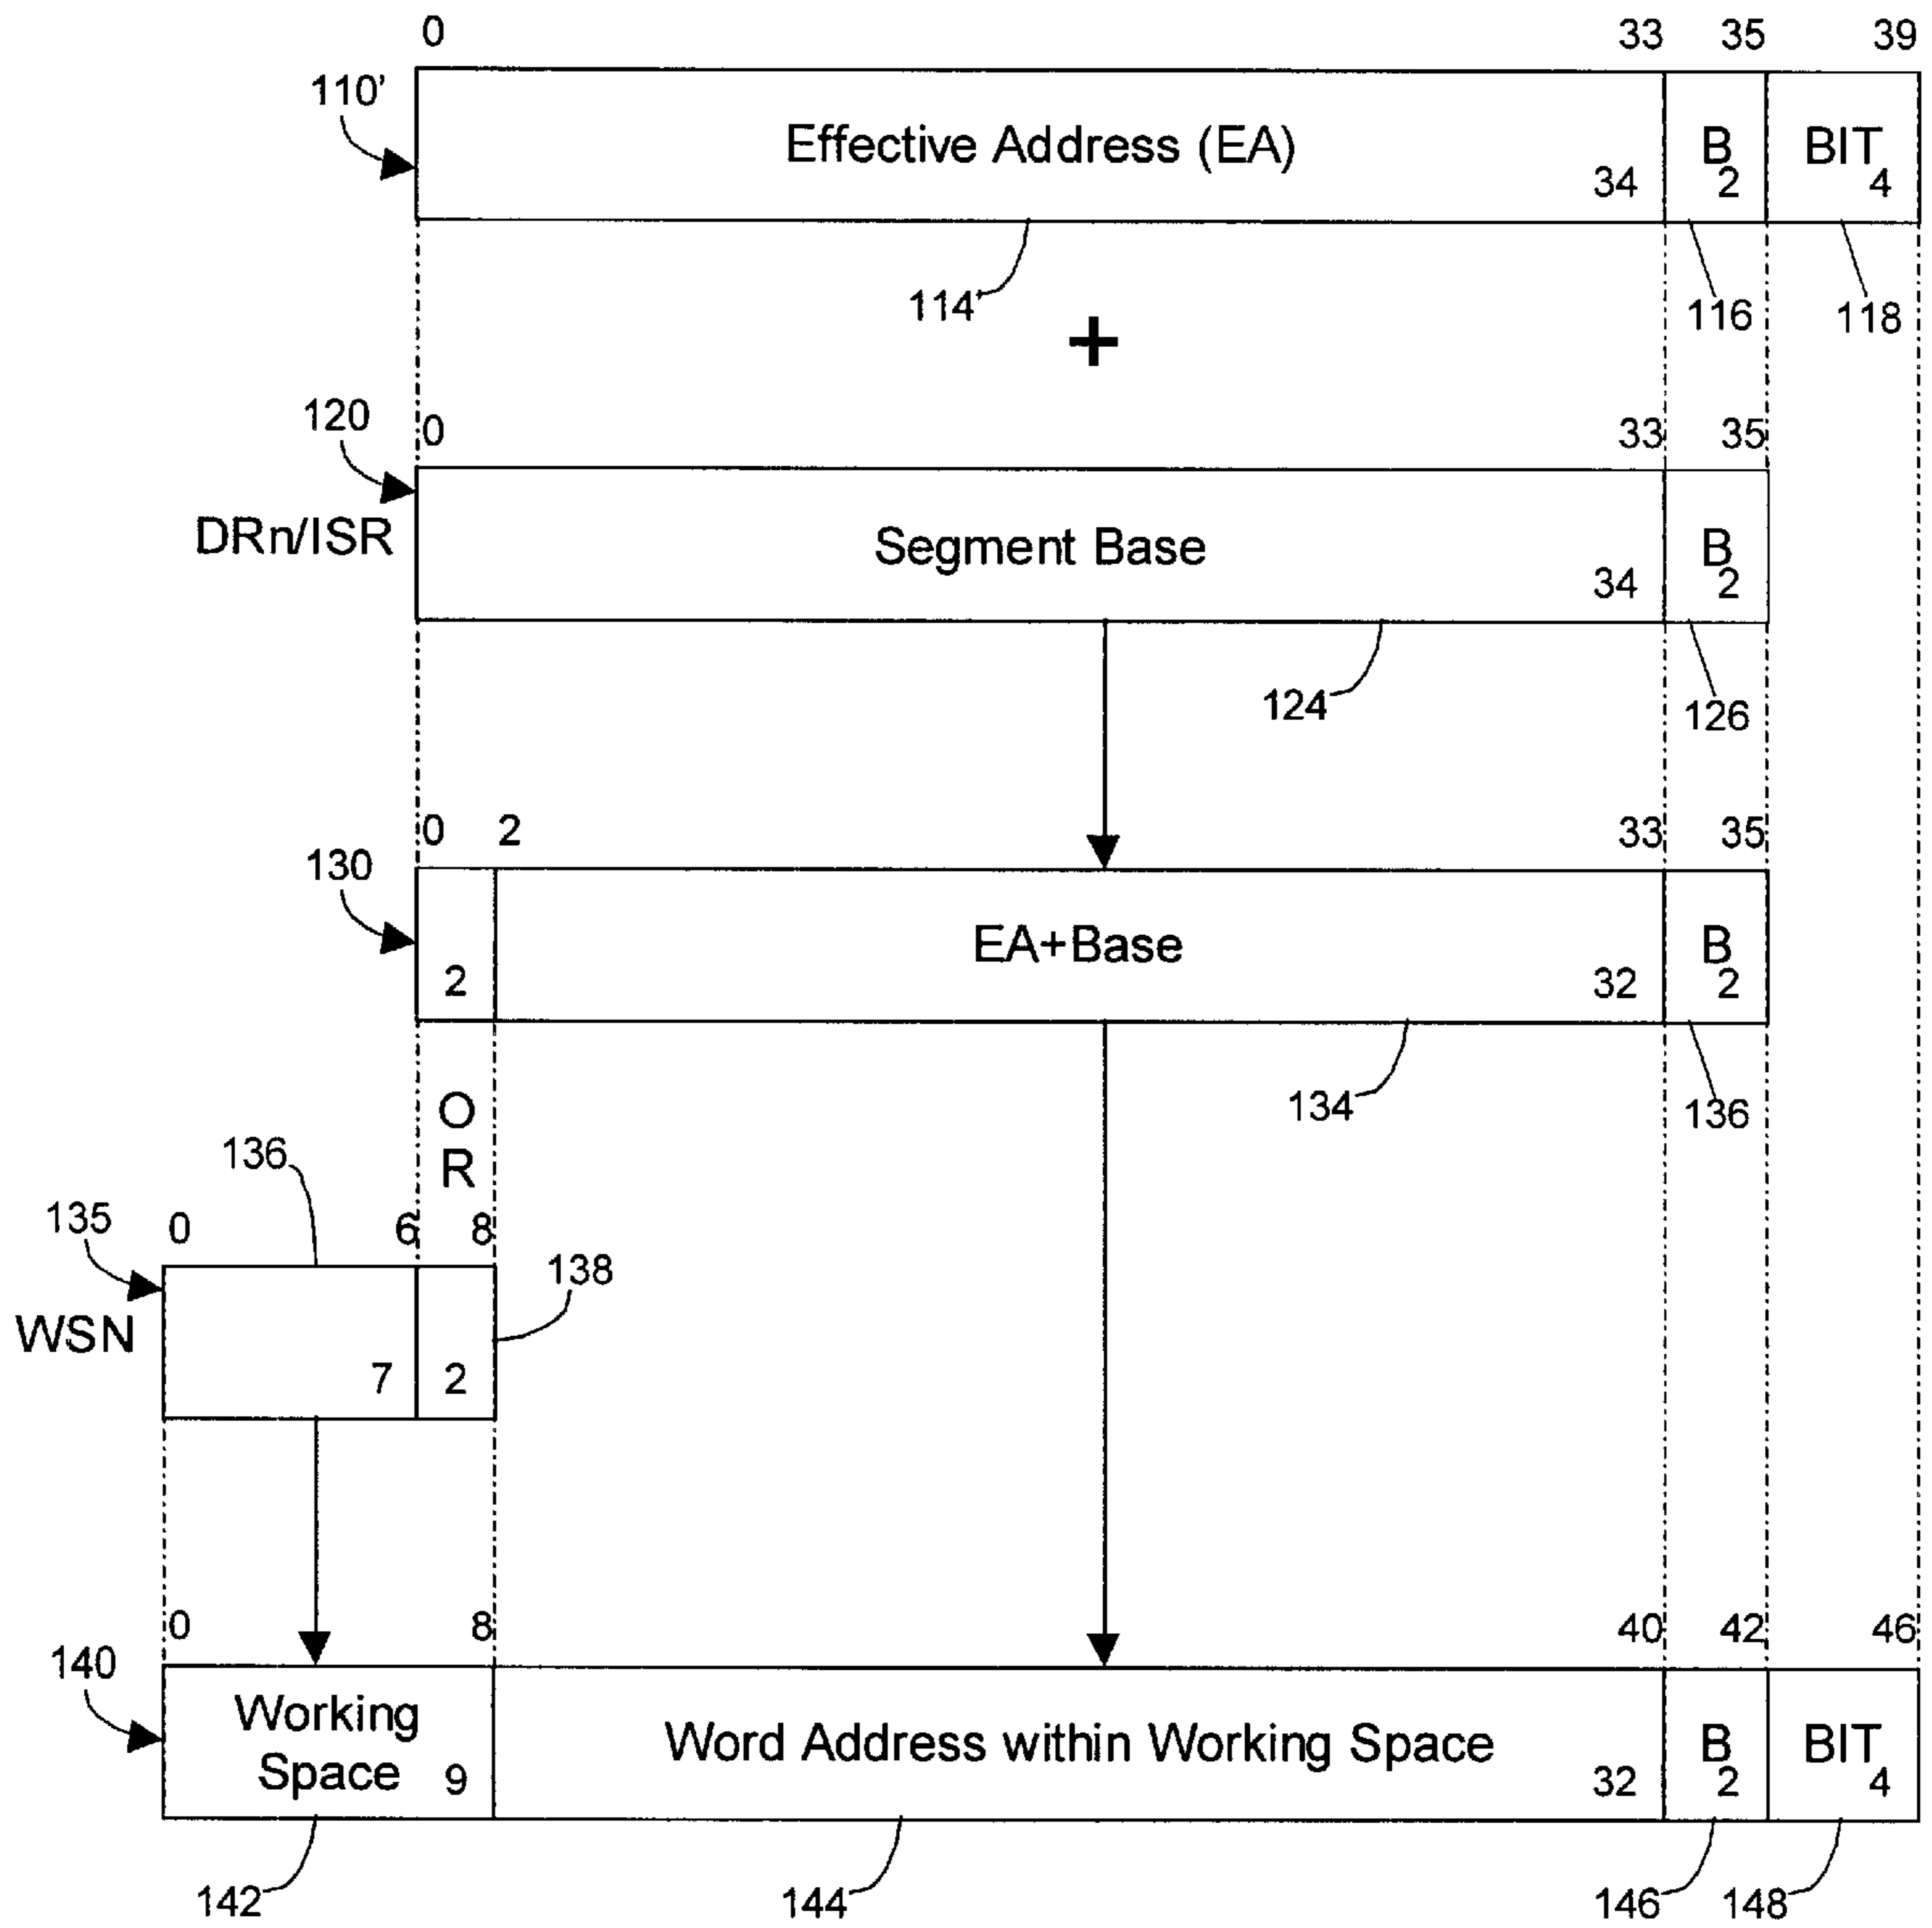 0 33 35 39
110'
Effective Address (EA) 34 B 2 BIT 4
114' 116 118
+
120 0 33 35
DRn/ISR Segment Base 34 B 2
124 126
0 2 33 35
130
2 EA+Base 32 B 2
134 136
O
R
136
135 0 6 8
138
WSN 7 2
0 8 40 42 46
140
Working
Space 9 Word Address within Working Space 32 B 2 BIT 4
142 144 146 148